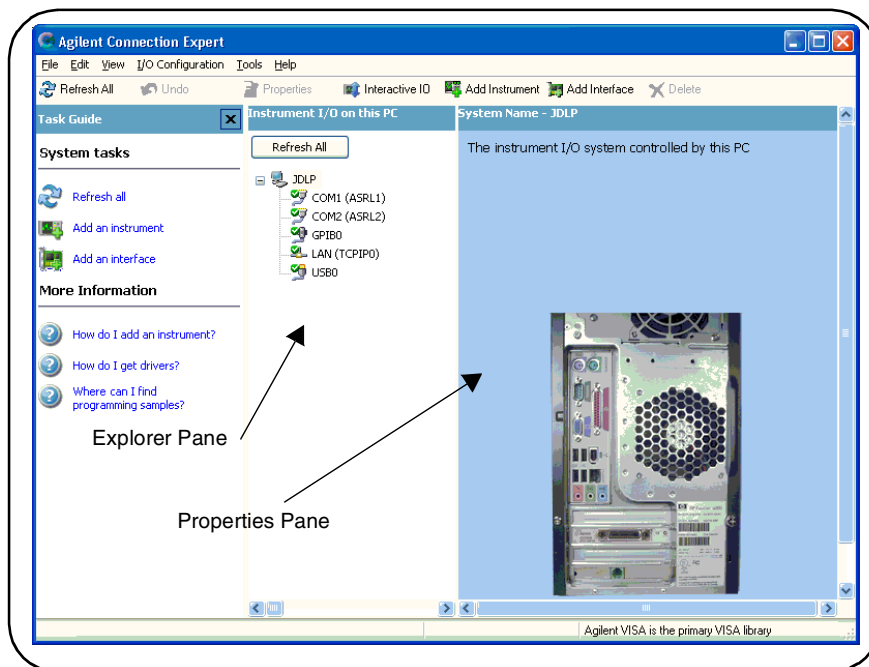 Agilent Connection Expert
File Edit View I/O Configuration Tools Help
Refresh All Undo Properties Interactive IO Add Instrument Add Interface Delete
Task Guide
System tasks
Refresh all
Add an instrument
Add an interface
More Information
How do I add an instrument?
How do I get drivers?
Where can I find
programming samples?
Instrument I/O on this PC
Refresh All
JDLP
COM1 (ASRL1)
COM2 (ASRL2)
GPIB0
LAN (TCPIP0)
USB0
System Name - JDLP
The instrument I/O system controlled by this PC
Explorer Pane
Properties Pane
Agilent VISA is the primary VISA library